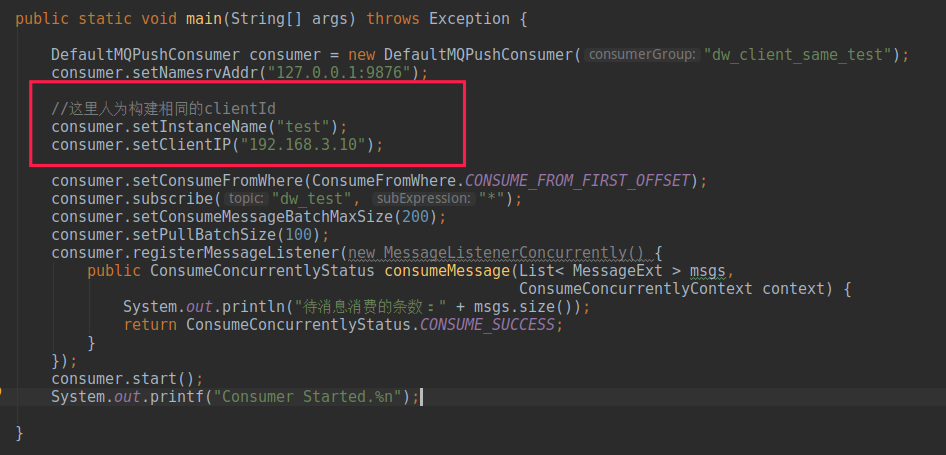 public static void main(String[] args) throws Exception {
DefaultMQPushConsumer consumer = new DefaultMQPushConsumer( consumerGroup: "dw_client_same_test");
consumer.setNamesrvAddr("127.0.0.1:9876");
//这里人为构建相同的clientId
consumer.setInstanceName("test");
consumer.setClientIP("192.168.3.10");
consumer.setConsumeFromWhere(ConsumeFromWhere.CONSUME_FROM_FIRST_OFFSET);
consumer.subscribe( topic: "dw_test", subExpression: "*");
consumer.setConsumeMessageBatchMaxSize(200);
consumer.setPullBatchSize(100);
consumer.registerMessageListener(new MessageListenerConcurrently() {
public ConsumeConcurrentlyStatus consumeMessage(List< MessageExt > msgs,
ConsumeConcurrentlyContext context) {
System.out.println("待消息消费的条数：" + msgs.size());
return ConsumeConcurrentlyStatus.CONSUME_SUCCESS;
}
});
consumer.start();
System.out.printf("Consumer Started.%n");
}